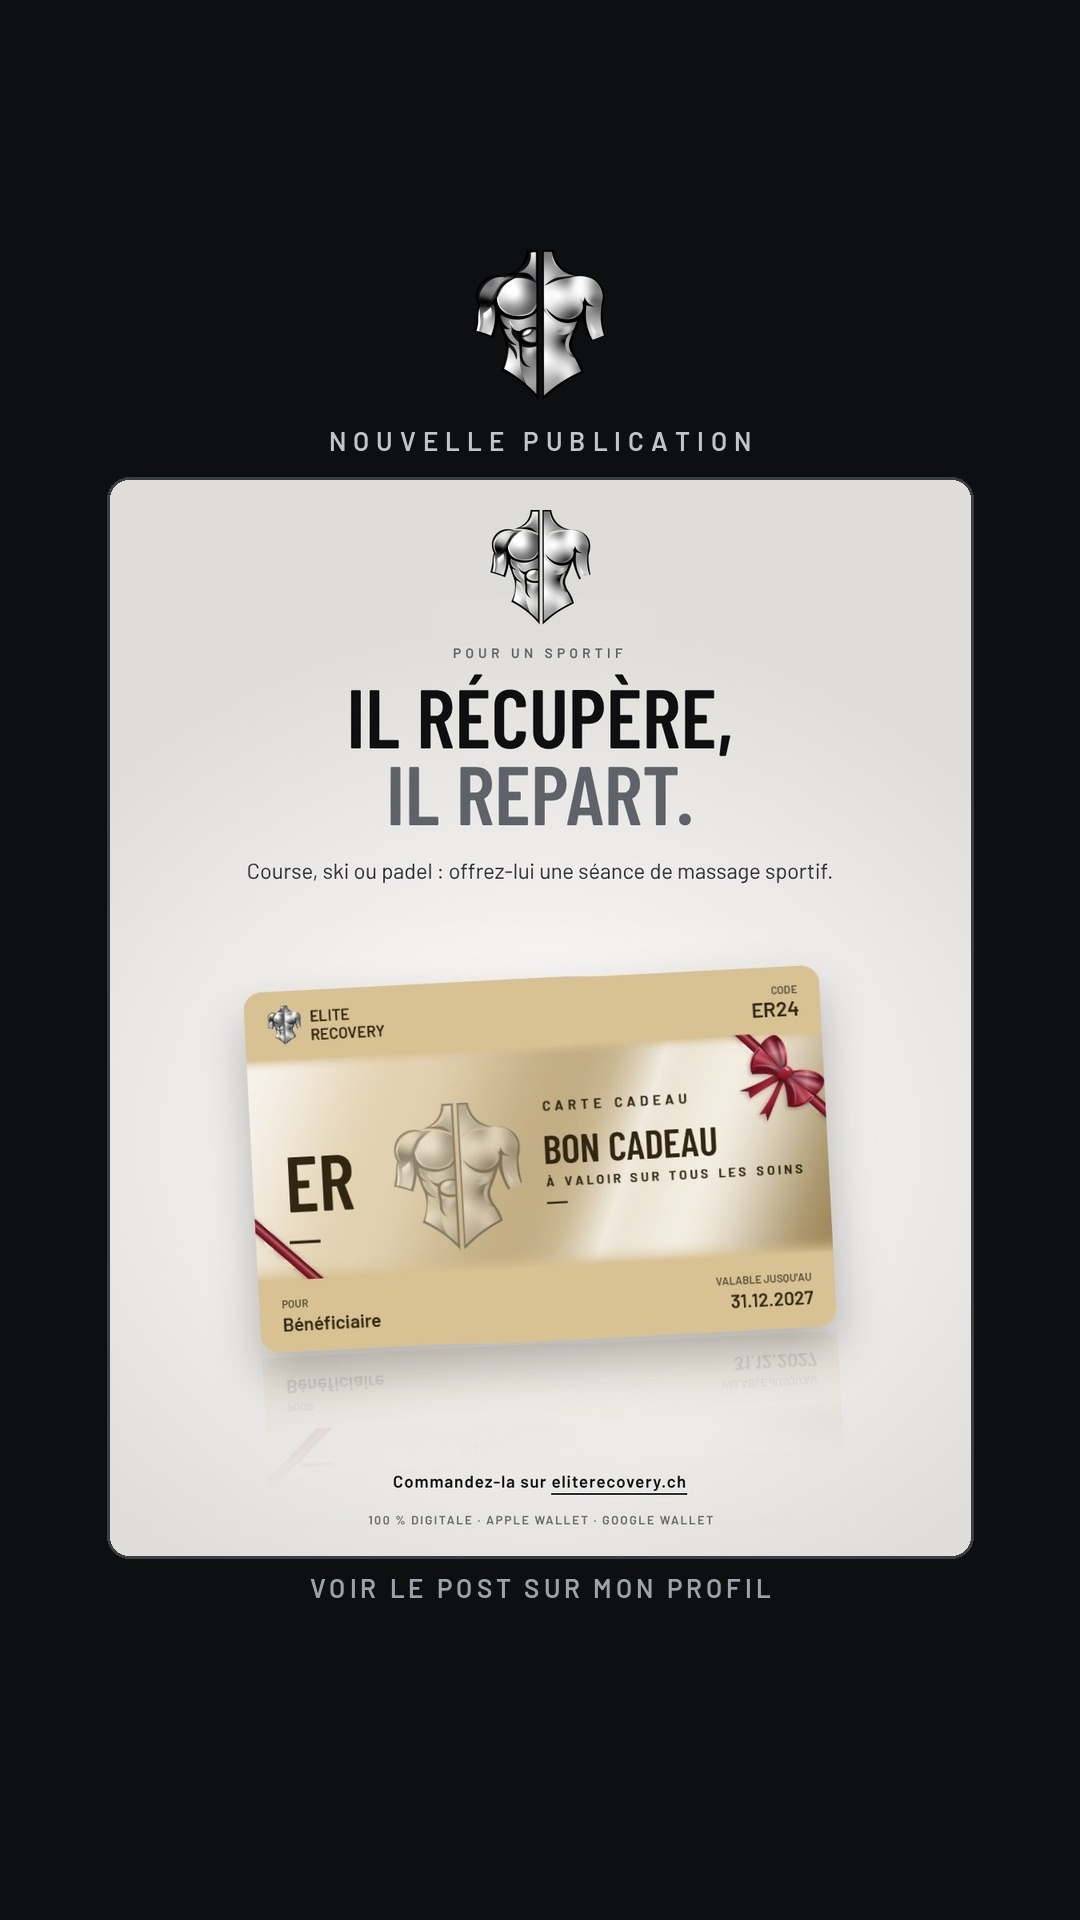 NOUVELLE PUBLICATION
POUR UN SPORTIF
IL RÉCUPÈRE,
IL REPART.
Course, ski ou padel : offrez-lui une séance de massage sportif.
ELITE
RECOVERY
CODE
ER24
CARTE CADEAU
BON CADEAU
À VALOIR SUR TOUS LES SOINS
ER
POUR
Bénéficiaire
VALABLE JUSQU'AU
31.12.2027
Commandez-la sur eliterecovery.ch
100 % DIGITALE · APPLE WALLET · GOOGLE WALLET
VOIR LE POST SUR MON PROFIL